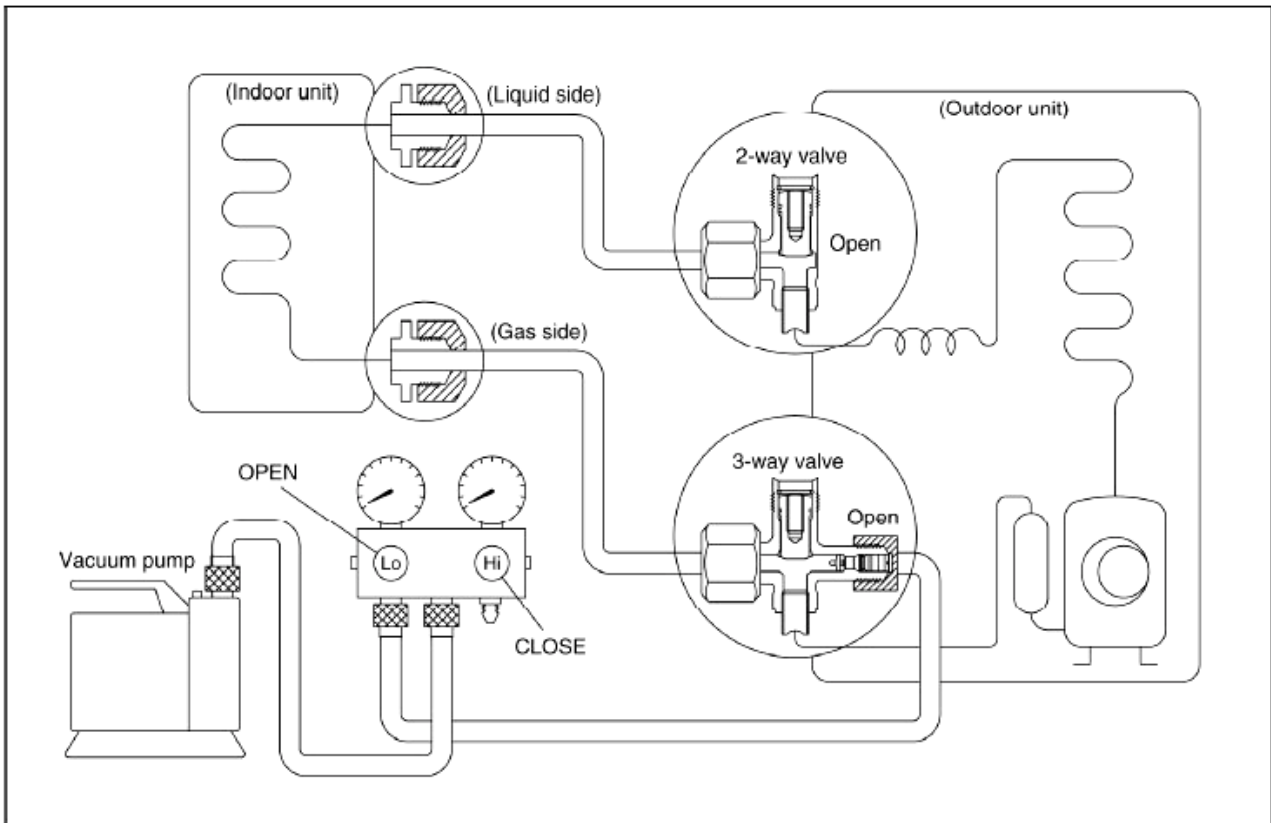 (Indoor unit)
(Liquid side)
(Outdoor unit)
2-way valve
Open
(Gas side)
3-way valve
Open
OPEN
Lo
Hi
Vacuum pump
CLOSE